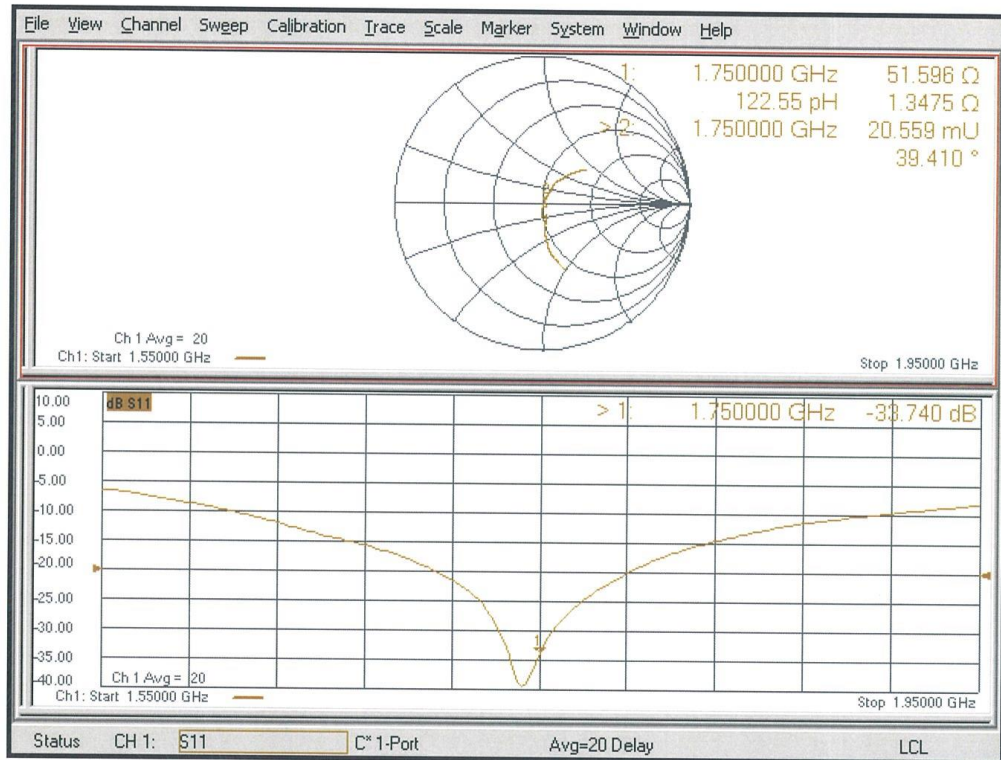 File View Channel Sweep Calibration Trace Scale Marker System Window Help
1: 1.750000 GHz 51.596 Ω
122.55 pH 1.3475 Ω
> 2: 1.750000 GHz 20.559 mU
39.410 °
Ch 1 Avg = 20
Ch1: Start 1.55000 GHz
Stop 1.95000 GHz
10.00
dB S11
> 1: 1.750000 GHz -33.740 dB
5.00
0.00
-5.00
-10.00
-15.00
-20.00
-25.00
-30.00
1
-35.00
-40.00
Ch 1 Avg = 20
Ch1: Start 1.55000 GHz
Stop 1.95000 GHz
Status CH 1: S11 C* 1-Port Avg=20 Delay LCL